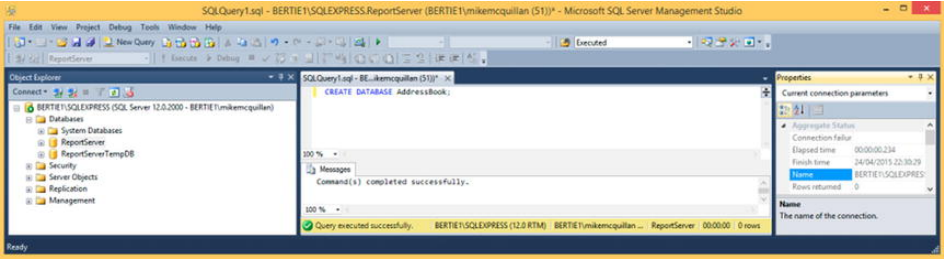 SQLQuery1.sql - BERTIE1\SQLEXPRESS.ReportServer (BERTIE1\mikemcquillan (51))* - Microsoft SQL Server Management Studio
File Edit View Project Debug Tools Window Help
New Query
Executed
ReportServer
Execute Debug
Object Explorer
SQLQuery1.sql - BE...ikemcquillan (51))*
Properties
Connect
CREATE DATABASE AddressBook;
Current connection parameters
BERTIE1\SQLEXPRESS (SQL Server 12.0.2000 - BERTIE1\mikemcquillan)
Databases
System Databases
ReportServer
ReportServerTempDB
Security
Server Objects
Replication
Management
100 %
Messages
Command(s) completed successfully.
100 %
Query executed successfully. BERTIE1\SQLEXPRESS (12.0 RTM) BERTIE1\mikemcquillan ... ReportServer 00:00:00 0 rows
Aggregate Status
Connection failur
Elapsed time 00:00:00.234
Finish time 24/04/2015 22:30:29
Name BERTIE1\SQLEXPRES
Rows returned 0
Name
The name of the connection.
Ready